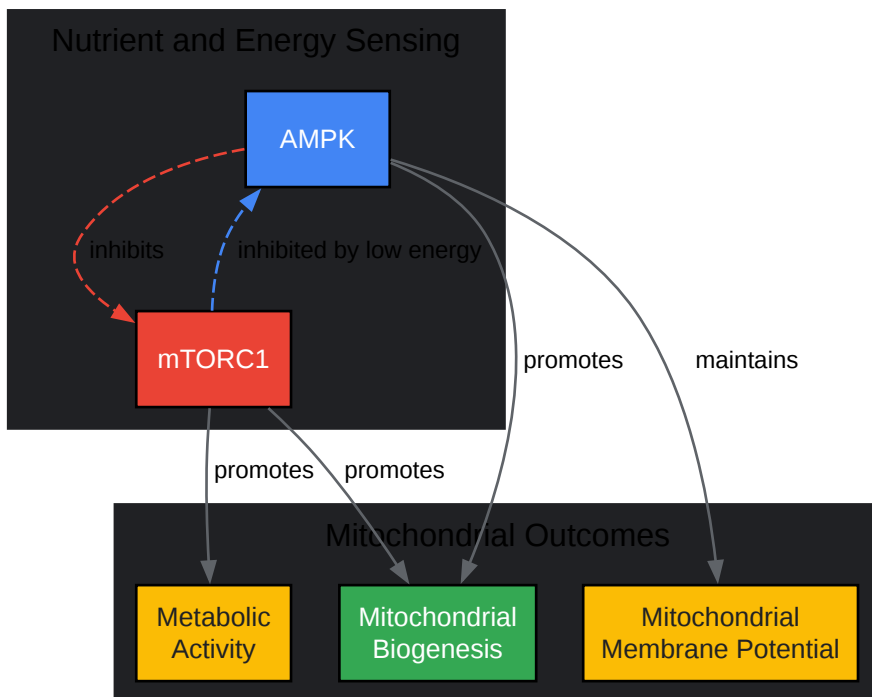 Nutrient and Energy Sensing
AMPK
inhibits
inhibited by low energy
mTORC1
promotes
maintains
promotes
promotes
Mitochondrial Outcomes
Metabolic
Activity
Mitochondrial
Biogenesis
Mitochondrial
Membrane Potential